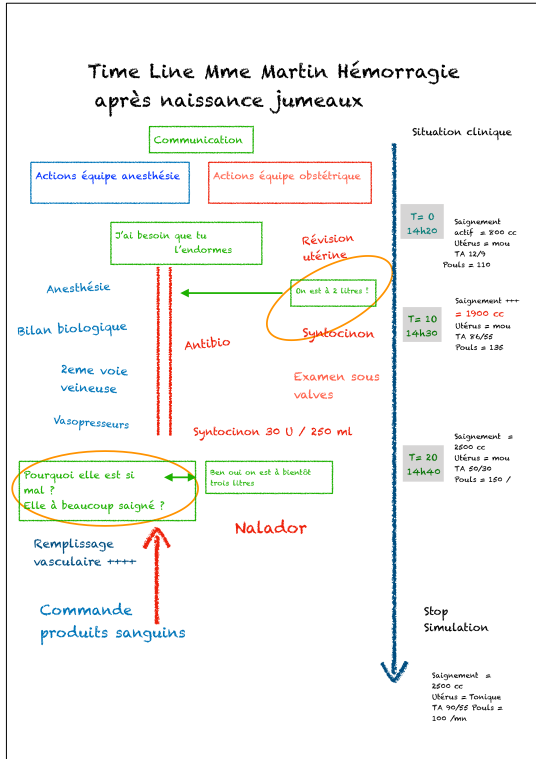 Time Line Mme Martin Hémorragie
après naissance jumeaux
Communication
Situation clinique
Actions équipe anesthésie
Actions équipe obstétrique
T= 0
14h20
Saignement
actif = 800 cc
Utérus = mou
TA 12/9
Pouls = 110
J'ai besoin que tu
l'endormes
Révision
utérine
Anesthésie
On est à 2 litres !
Saignement +++
= 1900 cc
Utérus = mou
TA 86/55
Pouls = 135
T= 10
14h30
Bilan biologique
Syntocinon
Antibio
2eme voie
veineuse
Examen sous
valves
Vasopresseurs
Syntocinon 30 U / 250 ml
Saignement =
2500 cc
Utérus = mou
TA 50/30
Pouls = 150 /
T= 20
14h40
Pourquoi elle est si
mal ?
Elle à beaucoup saigné ?
Ben oui on est à bientôt
trois litres
Nalador
Remplissage
vasculaire ++++
Commande
produits sanguins
Stop
Simulation
Saignement =
2500 cc
Utérus = Tonique
TA 90/55 Pouls =
100 /mn